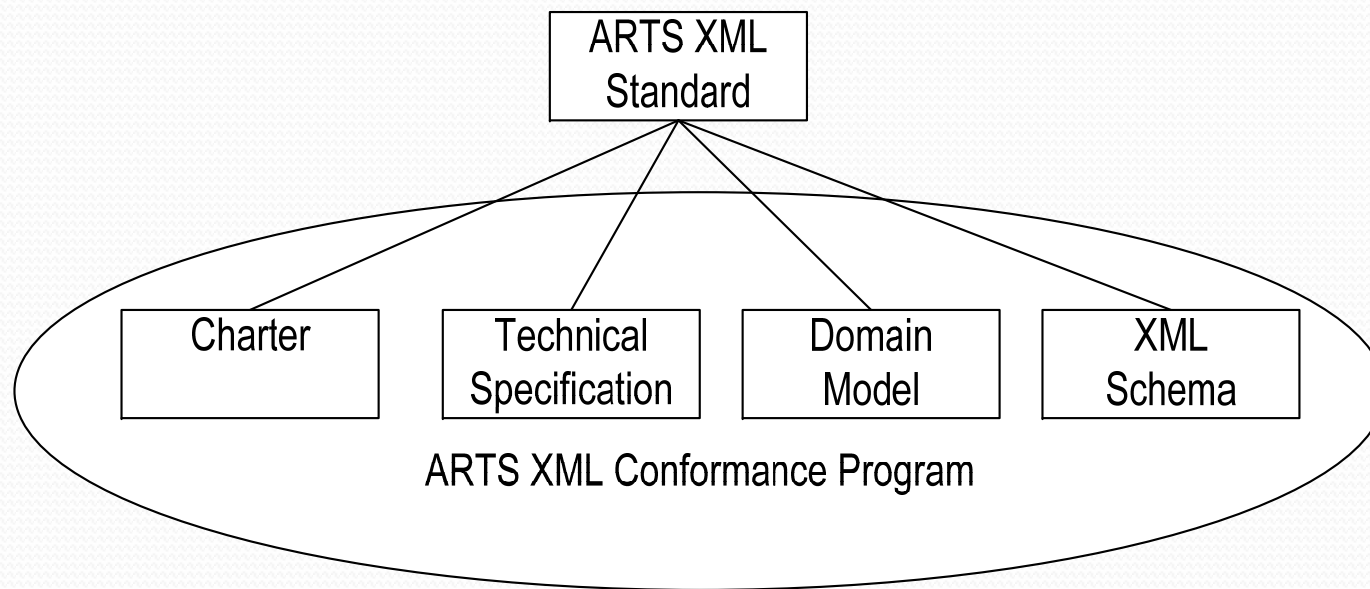 ARTS XML
Standard
Charter
Technical
Specification
Domain
Model
XML
Schema
ARTS XML Conformance Program